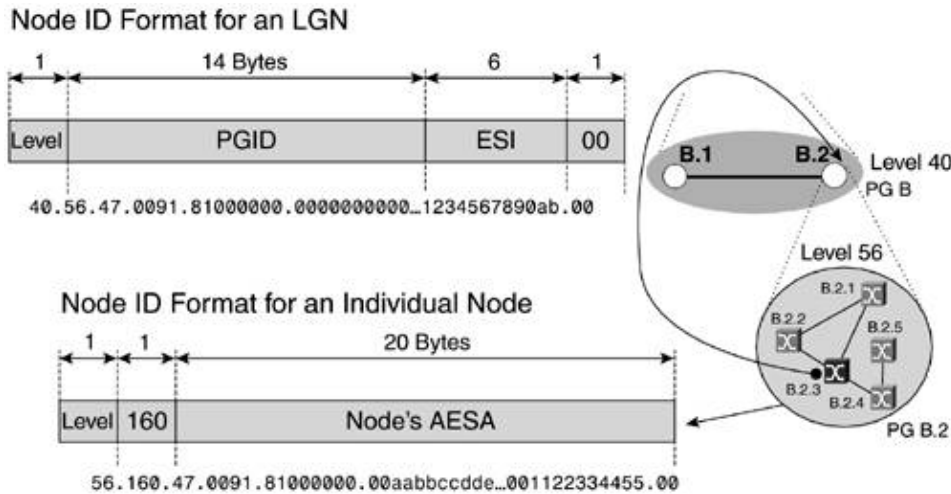 Node ID Format for an LGN
1 14 Bytes 6 1
Level PGID ESI 00
40.56.47.0091.81000000.0000000000…1234567890ab.00
B.1 B.2
Level 40
PG B
Level 56
B.2.1
B.2.2
B.2.5
B.2.3
B.2.4
PG B.2
Node ID Format for an Individual Node
1 1 20 Bytes
Level 160 Node's AESA
56.160.47.0091.81000000.00aabbccdde…001122334455.00